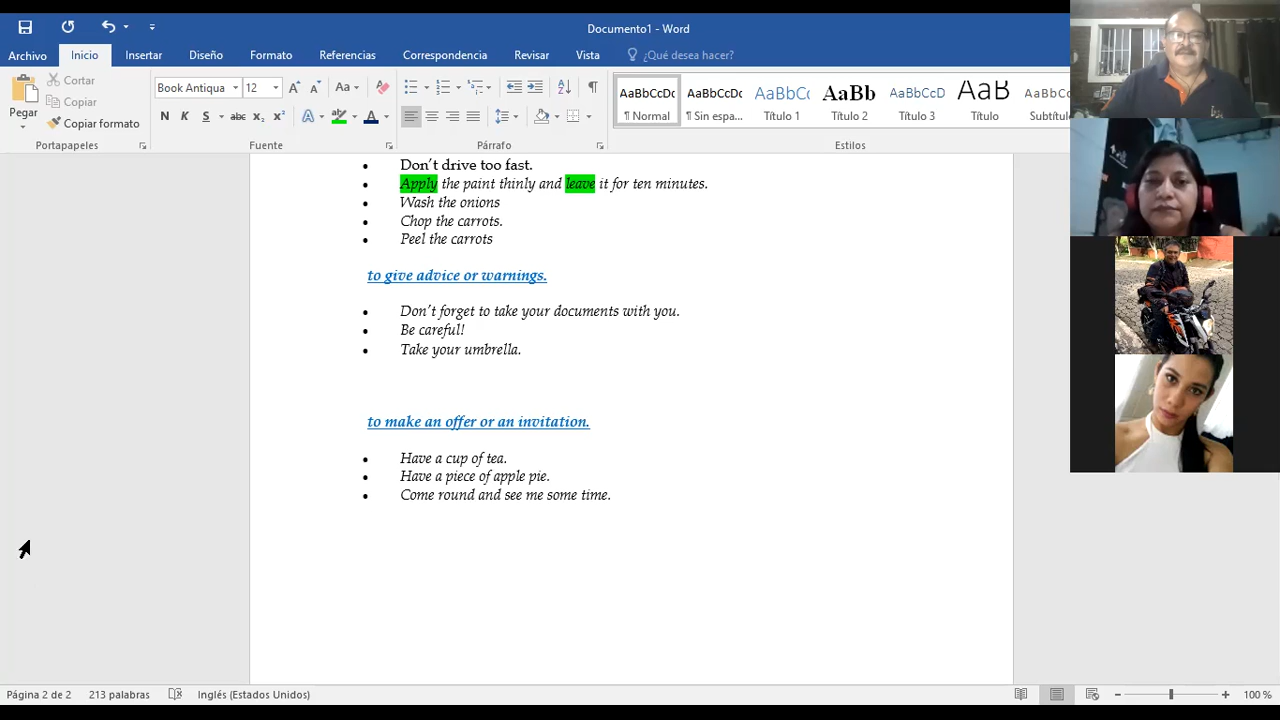 Documento1 - Word
Archivo Inicio Insertar Diseño Formato Referencias Correspondencia Revisar Vista ¿Qué desea hacer?
Pegar
Cortar
Copiar
Copiar formato
Book Antiqua 12
Aa
N K S abc x₂ x²
A A
AaBbCcDc AaBbCcDc AaBbCc AaBb AaBbCcD AaB AaBbCcD
¶ Normal ¶ Sin espa... Título 1 Título 2 Título 3 Título Subtítul
Portapapeles Fuente Párrafo Estilos
• Don't drive too fast.
• Apply the paint thinly and leave it for ten minutes.
• Wash the onions
• Chop the carrots.
• Peel the carrots
to give advice or warnings.
• Don't forget to take your documents with you.
• Be careful!
• Take your umbrella.
to make an offer or an invitation.
• Have a cup of tea.
• Have a piece of apple pie.
• Come round and see me some time.
Página 2 de 2 213 palabras Inglés (Estados Unidos) 100 %